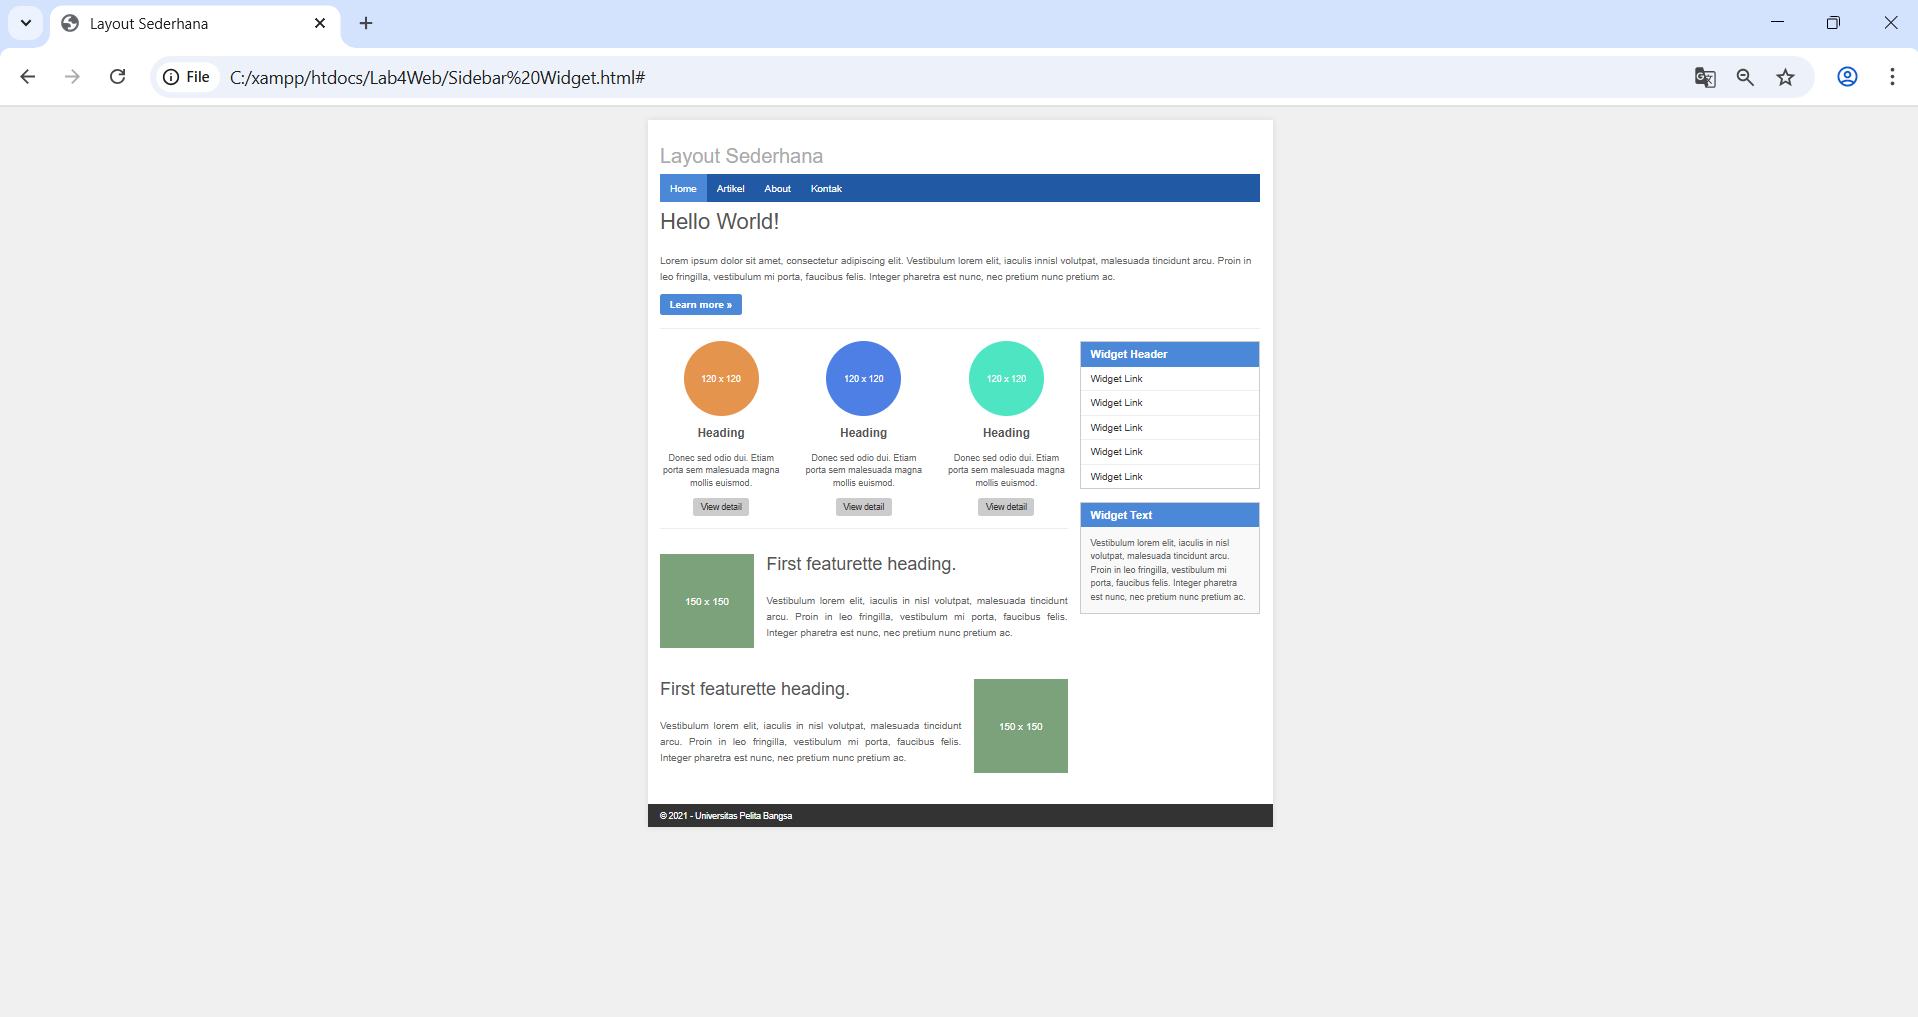 Layout Sederhana
File
C:/xampp/htdocs/Lab4Web/Sidebar%20Widget.html#
Layout Sederhana
Home Artikel About Kontak
Hello World!
Lorem ipsum dolor sit amet, consectetur adipiscing elit. Vestibulum lorem elit, iaculis innisl volutpat, malesuada tincidunt arcu. Proin in
leo fringilla, vestibulum mi porta, faucibus felis. Integer pharetra est nunc, nec pretium nunc pretium ac.
Learn more »
120 x 120
Heading
Donec sed odio dui. Etiam
porta sem malesuada magna
mollis euismod.
View detail
120 x 120
Heading
Donec sed odio dui. Etiam
porta sem malesuada magna
mollis euismod.
View detail
120 x 120
Heading
Donec sed odio dui. Etiam
porta sem malesuada magna
mollis euismod.
View detail
150 x 150
First featurette heading.
Vestibulum lorem elit, iaculis in nisl volutpat, malesuada tincidunt
arcu. Proin in leo fringilla, vestibulum mi porta, faucibus felis.
Integer pharetra est nunc, nec pretium nunc pretium ac.
First featurette heading.
Vestibulum lorem elit, iaculis in nisl volutpat, malesuada tincidunt
arcu. Proin in leo fringilla, vestibulum mi porta, faucibus felis.
Integer pharetra est nunc, nec pretium nunc pretium ac.
150 x 150
Widget Header
Widget Link
Widget Link
Widget Link
Widget Link
Widget Link
Widget Text
Vestibulum lorem elit, iaculis in nisl
volutpat, malesuada tincidunt arcu.
Proin in leo fringilla, vestibulum mi
porta, faucibus felis. Integer pharetra
est nunc, nec pretium nunc pretium ac.
© 2021 - Universitas Pelita Bangsa